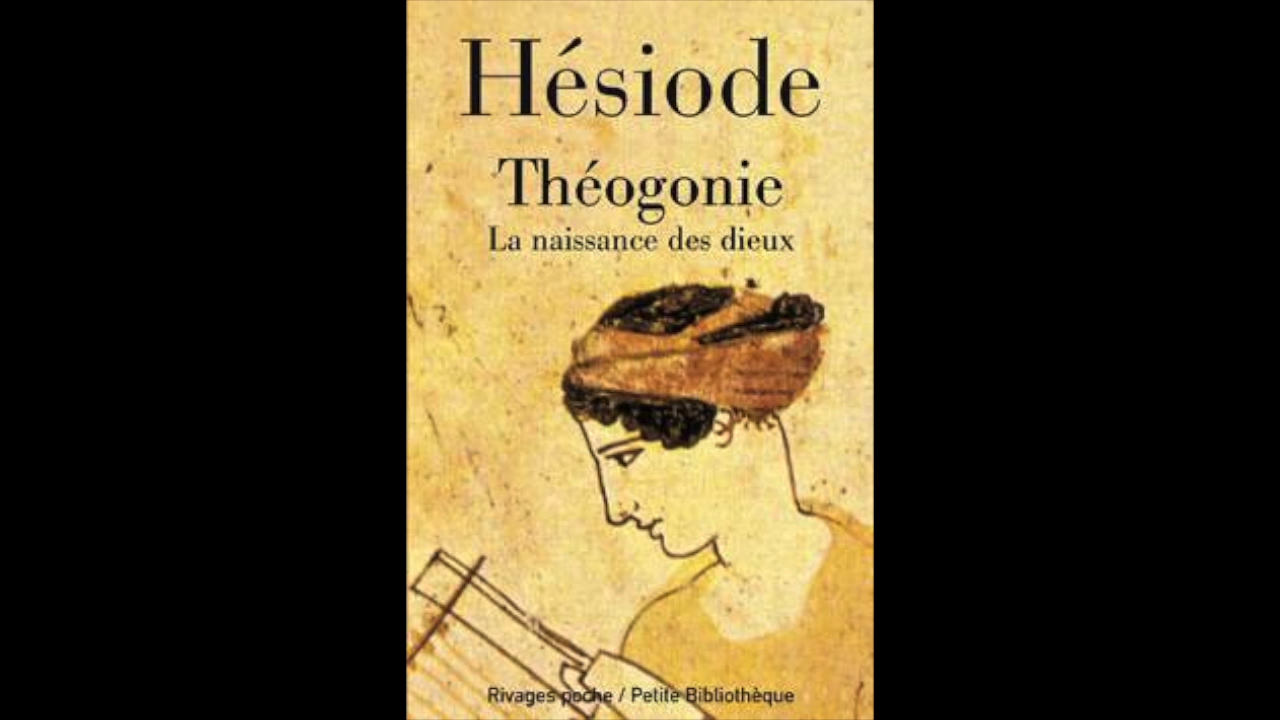 Hésiode
Théogonie
La naissance des dieux
Rivages poche / Petite Bibliothèque